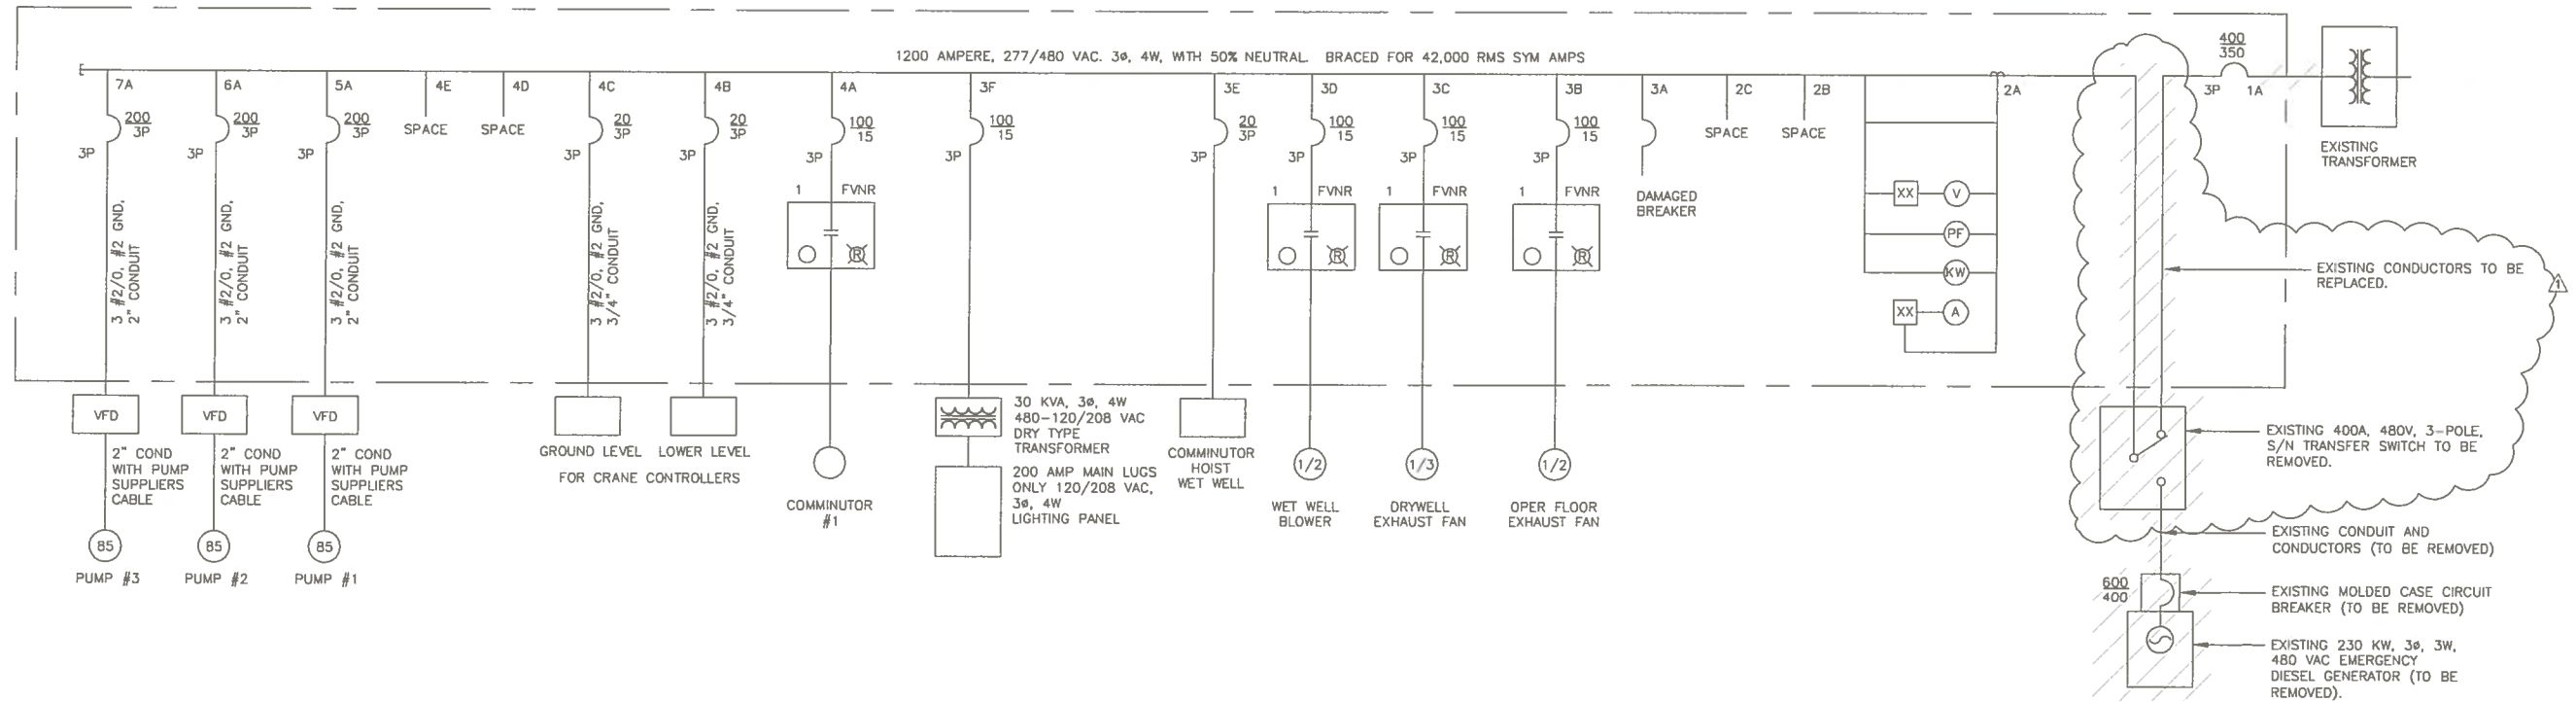 1200 AMPERE, 277/480 VAC. 3ø, 4W, WITH 50% NEUTRAL. BRACED FOR 42,000 RMS SYM AMPS
7A
200
3P
3P
3 #2/0, #2 GND,
2" CONDUIT
VFD
2" COND
WITH PUMP
SUPPLIERS
CABLE
85
PUMP #3
6A
200
3P
3P
3 #2/0, #2 GND,
2" CONDUIT
VFD
2" COND
WITH PUMP
SUPPLIERS
CABLE
85
PUMP #2
5A
200
3P
3P
3 #2/0, #2 GND,
2" CONDUIT
VFD
2" COND
WITH PUMP
SUPPLIERS
CABLE
85
PUMP #1
4E
SPACE
4D
SPACE
4C
20
3P
3P
3 #2/0, #2 GND,
3/4" CONDUIT
GROUND LEVEL
4B
20
3P
3P
3 #2/0, #2 GND,
3/4" CONDUIT
LOWER LEVEL
FOR CRANE CONTROLLERS
4A
100
15
3P
1 FVNR
R
COMMINUTOR
#1
3F
100
15
3P
30 KVA, 3ø, 4W
480-120/208 VAC
DRY TYPE
TRANSFORMER
200 AMP MAIN LUGS
ONLY 120/208 VAC,
3ø, 4W
LIGHTING PANEL
3E
20
3P
3P
COMMINUTOR
HOIST
WET WELL
3D
100
15
3P
1 FVNR
R
1/2
WET WELL
BLOWER
3C
100
15
3P
1 FVNR
R
1/3
DRYWELL
EXHAUST FAN
3B
100
15
3P
1 FVNR
R
1/2
OPER FLOOR
EXHAUST FAN
3A
DAMAGED
BREAKER
2C
SPACE
2B
SPACE
2A
XX V
PF
KW
XX A
400
350
3P 1A
EXISTING
TRANSFORMER
EXISTING CONDUCTORS TO BE
REPLACED.
1
EXISTING 400A, 480V, 3-POLE,
S/N TRANSFER SWITCH TO BE
REMOVED.
EXISTING CONDUIT AND
CONDUCTORS (TO BE REMOVED)
600
400
EXISTING MOLDED CASE CIRCUIT
BREAKER (TO BE REMOVED)
EXISTING 230 KW, 3ø, 3W,
480 VAC EMERGENCY
DIESEL GENERATOR (TO BE
REMOVED).